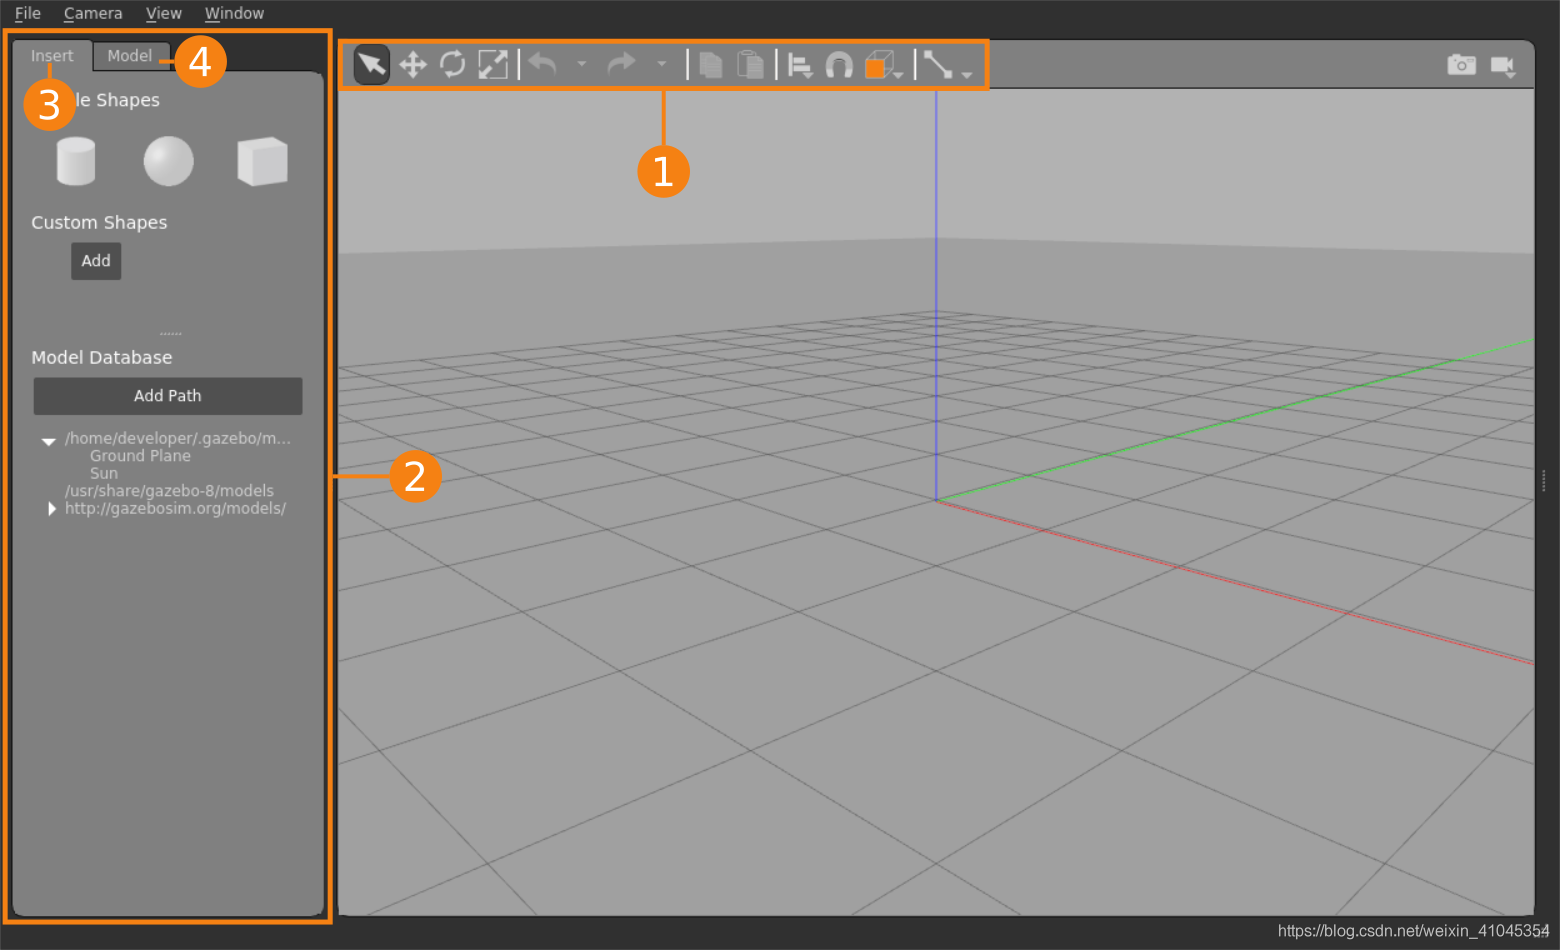 File Camera View Window
Insert Model 4
3 le Shapes
1
Custom Shapes
Add
Model Database
Add Path
/home/developer/.gazebo/m...
Ground Plane
Sun
2
/usr/share/gazebo-8/models
http://gazebosim.org/models/
https://blog.csdn.net/weixin_41045354